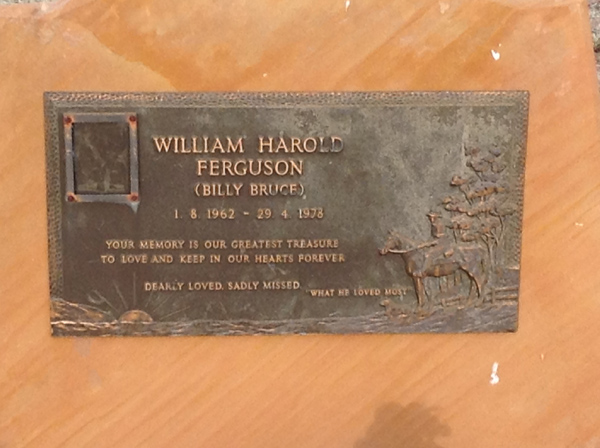 WILLIAM HAROLD
FERGUSON
(BILLY BRUCE)
1. 8. 1962 - 29. 4. 1978
YOUR MEMORY IS OUR GREATEST TREASURE
TO LOVE AND KEEP IN OUR HEARTS FOREVER
DEARLY LOVED, SADLY MISSED
"WHAT HE LOVED MOST"